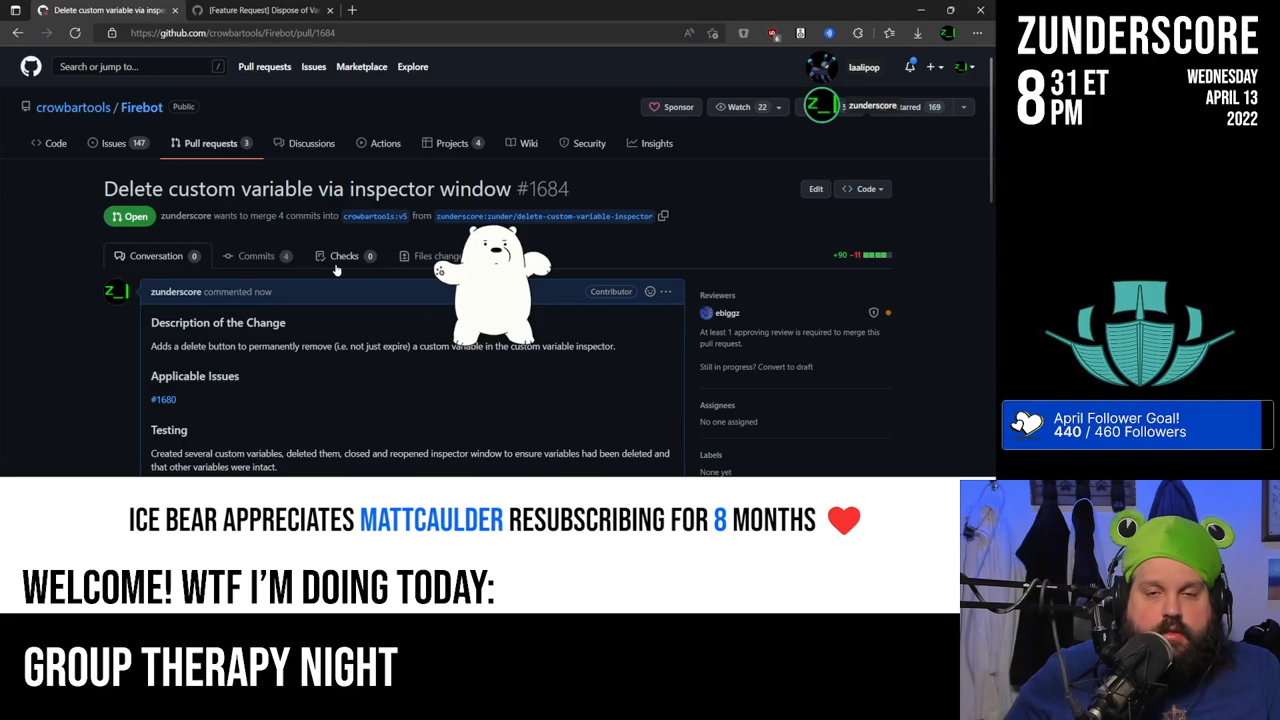 Delete custom variable via inspe
[Feature Request] Dispose of Va
https://github.com/crowbartools/Firebot/pull/1684
Search or jump to...
Pull requests
Issues
Marketplace
Explore
laalipop
crowbartools / Firebot
Public
Sponsor
Watch 22
zunderscore
arred 169
Code
Issues 147
Pull requests 3
Discussions
Actions
Projects 4
Wiki
Security
Insights
Delete custom variable via inspector window #1684
Edit
Code
Open
zunderscore wants to merge 4 commits into crowbartools:v5 from zunderscore:zunder/delete-custom-variable-inspector
Conversation 0
Commits 4
Checks 0
Files chang
+90 −11
zunderscore commented now
Contributor
Description of the Change
Adds a delete button to permanently remove (i.e. not just expire) a custom variable in the custom variable inspector.
Applicable Issues
#1680
Testing
Created several custom variables, deleted them, closed and reopened inspector window to ensure variables had been deleted and
that other variables were intact.
Reviewers
ebiggz
At least 1 approving review is required to merge this
pull request.
Still in progress? Convert to draft
Assignees
No one assigned
Labels
None yet
ZUNDERSCORE
8 31 ET
PM
WEDNESDAY
APRIL 13
2022
April Follower Goal!
440 / 460 Followers
ICE BEAR APPRECIATES MATTCAULDER RESUBSCRIBING FOR 8 MONTHS
WELCOME! WTF I'M DOING TODAY:
GROUP THERAPY NIGHT